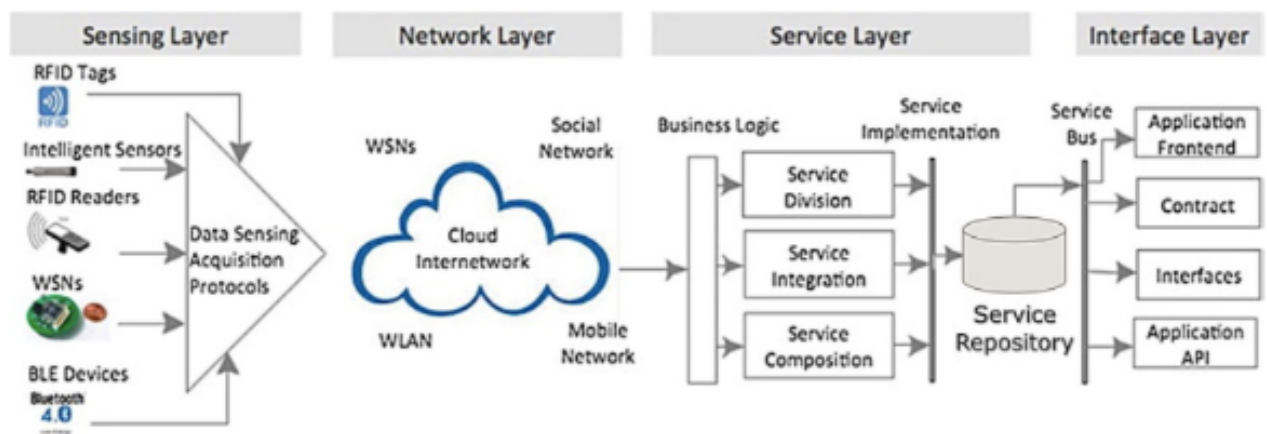 Sensing Layer
Network Layer
Service Layer
Interface Layer
RFID Tags
RFID
Intelligent Sensors
RFID Readers
WSNs
BLE Devices
Bluetooth
4.0
Data Sensing
Acquisition
Protocols
WSNs
Social
Network
Cloud
Internetwork
WLAN
Mobile
Network
Business Logic
Service
Division
Service
Integration
Service
Composition
Service
Implementation
Service
Repository
Service
Bus
Application
Frontend
Contract
Interfaces
Application
API